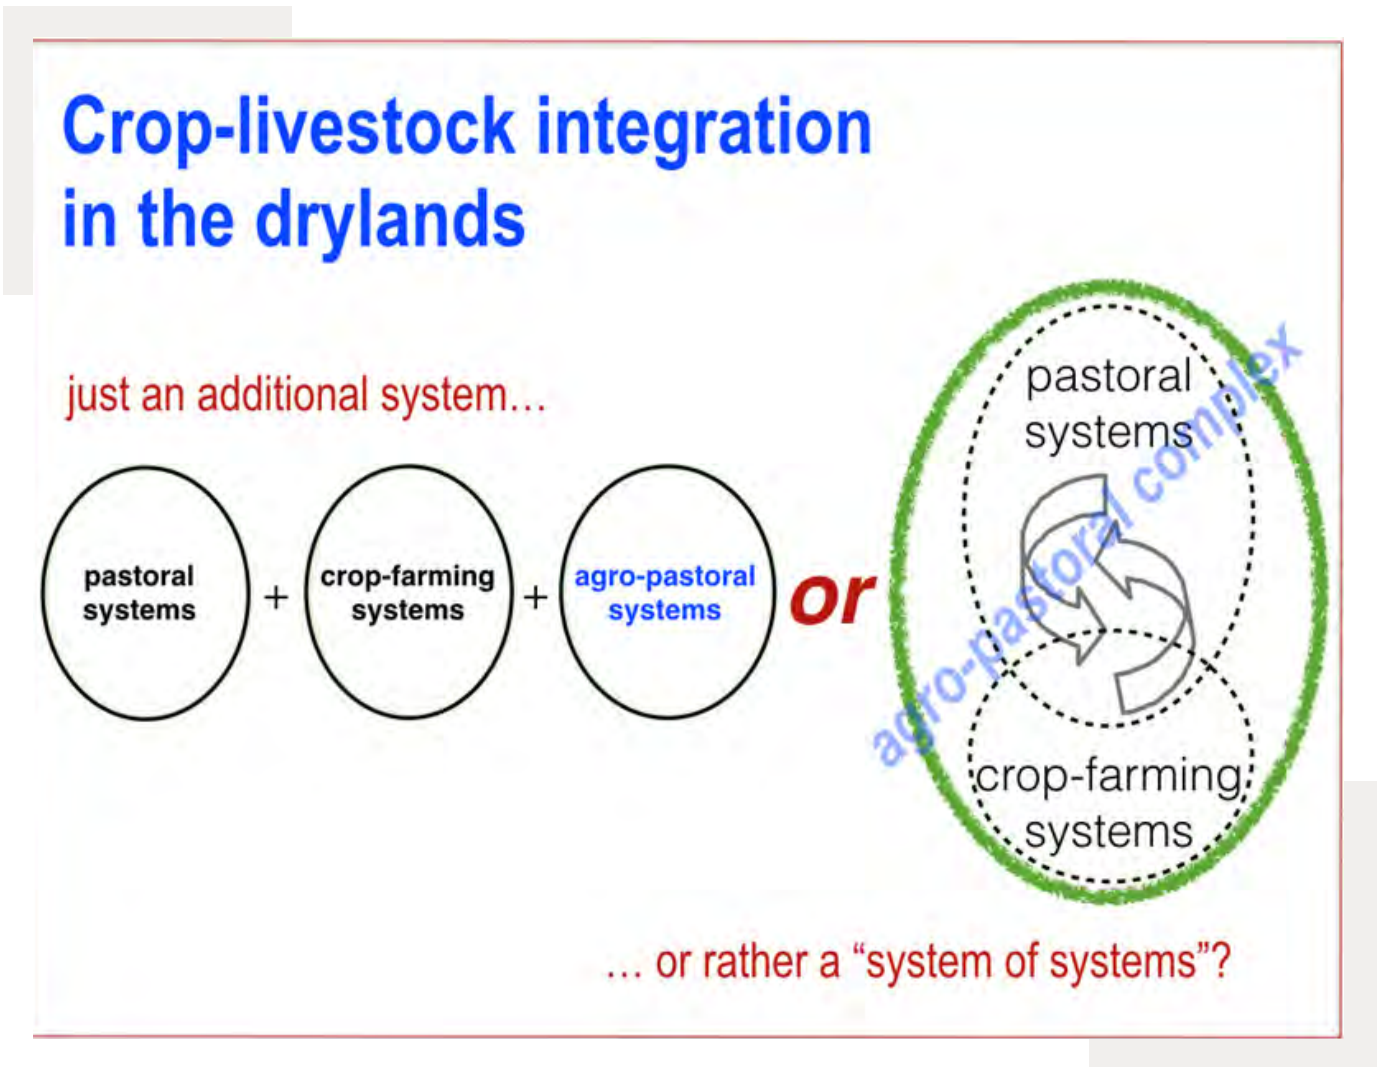 Crop-livestock integration
in the drylands
just an additional system…
pastoral
systems
+
crop-farming
systems
+
agro-pastoral
systems
or
pastoral
systems
agro-pastoral complex
crop-farming
systems
… or rather a “system of systems”?